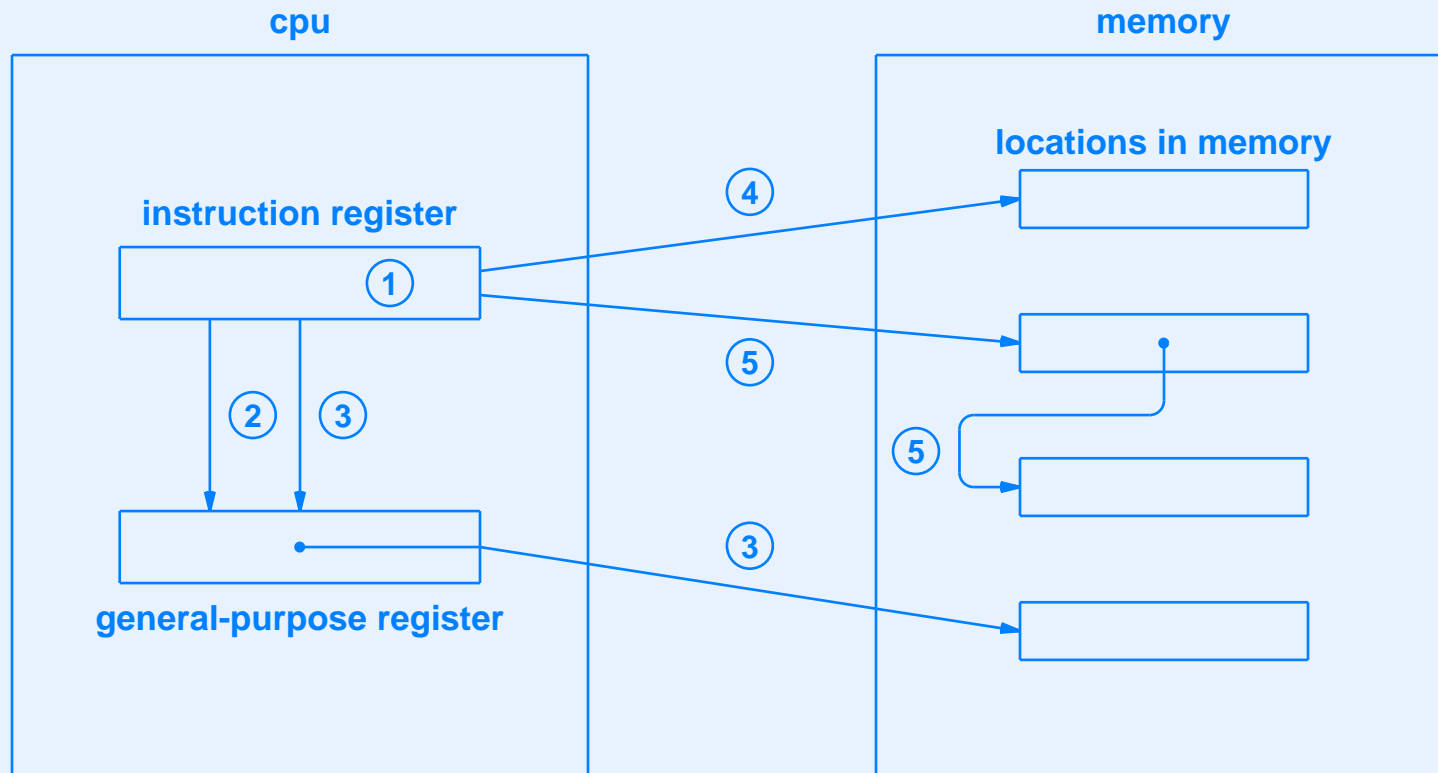 cpu
memory
locations in memory
4
instruction register
1
5
2
3
5
3
general-purpose register